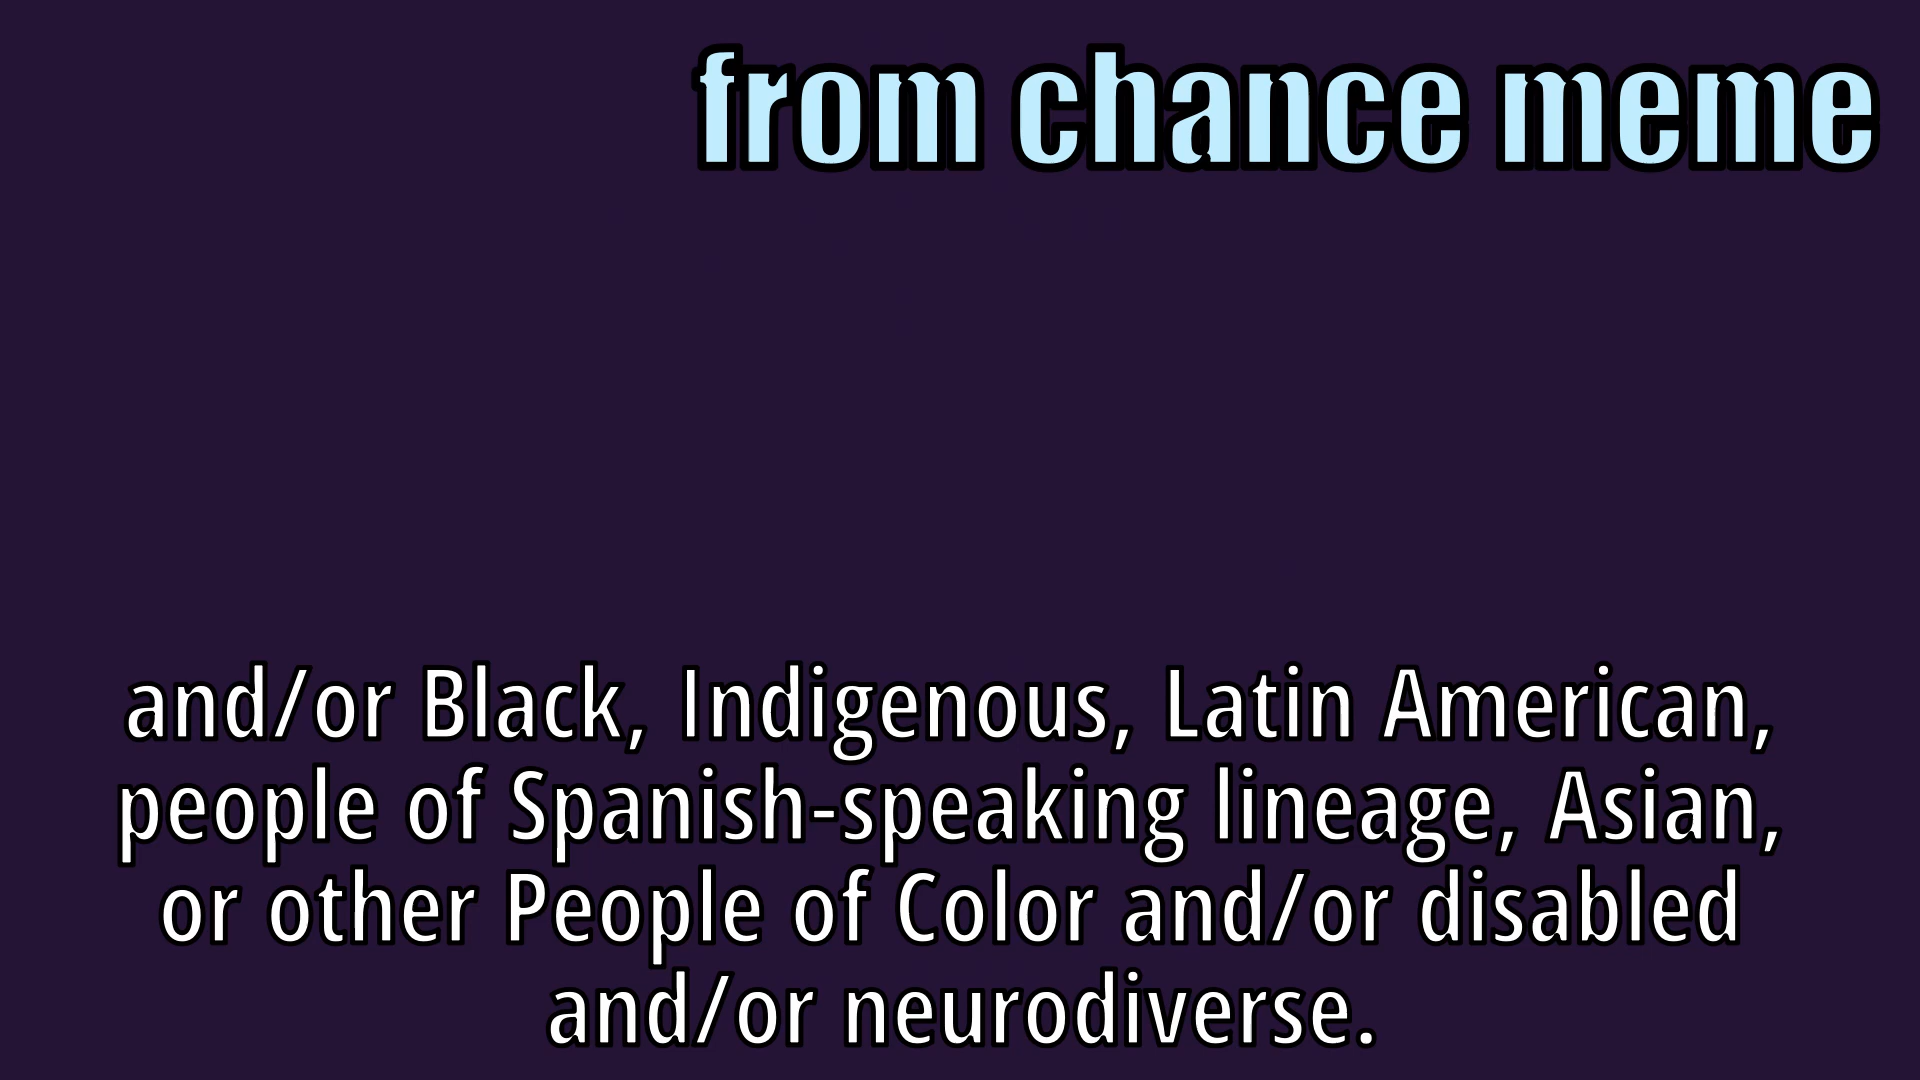 from chance meme
and/or Black, Indigenous, Latin American,
people of Spanish-speaking lineage, Asian,
or other People of Color and/or disabled
and/or neurodiverse.